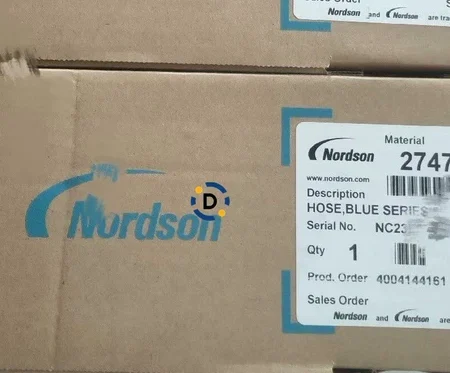 Sales Order
Nordson and Nordson are tra
Nordson
D
Nordson
www.nordson.com
Material
2747
Description
HOSE,BLUE SERIES
Serial No. NC23
Qty 1
Prod. Order 4004144161
Sales Order
Nordson and Nordson are